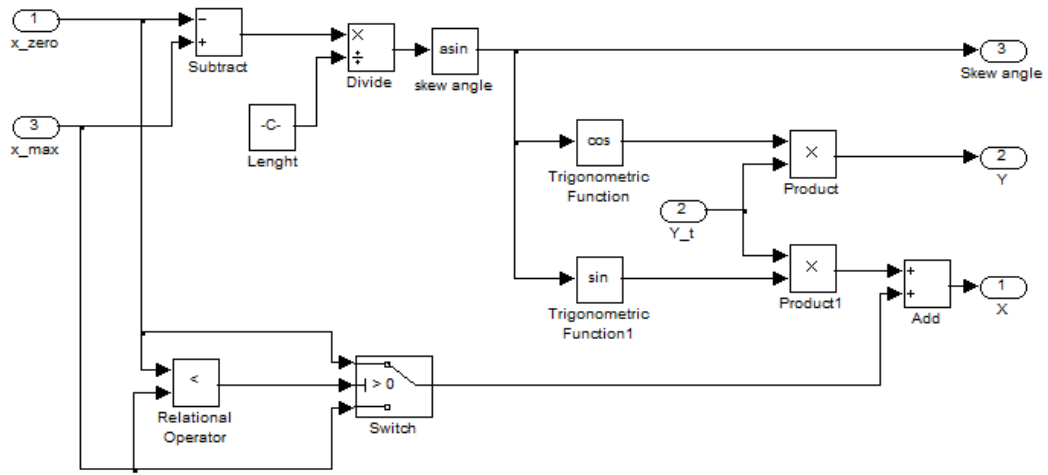 1
x_zero
−
+
Subtract
×
÷
Divide
asin
skew angle
3
Skew angle
3
x_max
-C-
Lenght
cos
Trigonometric
Function
×
Product
2
Y
2
Y_t
sin
Trigonometric
Function1
×
Product1
+
+
Add
1
X
<
Relational
Operator
> 0
Switch